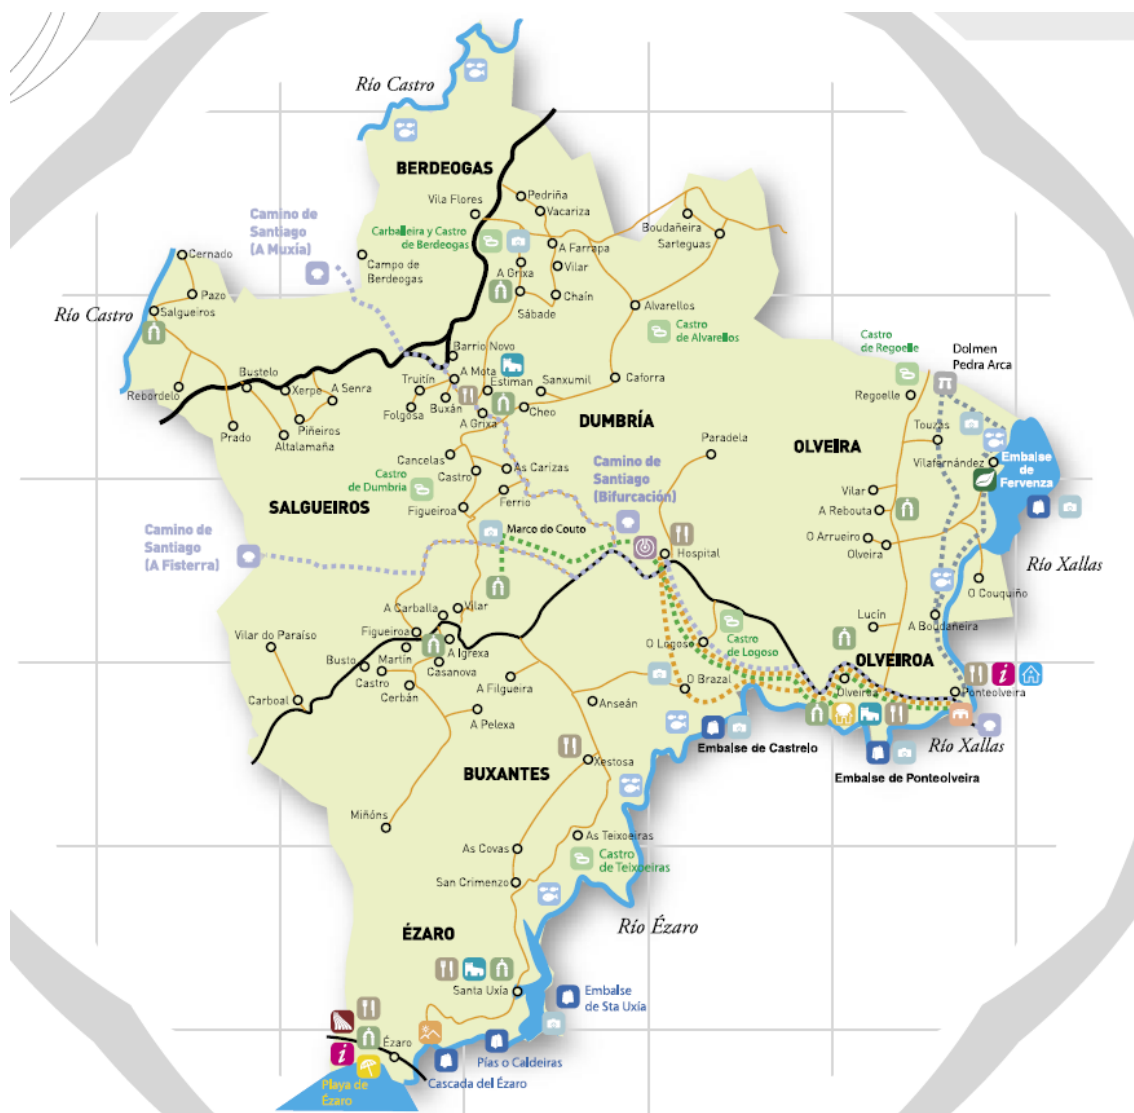 Río Castro
BERDEOGAS
Pedriña
Vila Flores
Vacariza
Camino de
Santiago
(A Muxía)
Carballeira y Castro
de Berdeogas
Boudañeira
Sarteguas
A Farrapa
Cernado
Campo de
Berdeogas
A Grixa
Vilar
Pazo
Chaín
Río Castro
Salgueiros
Sábade
Alvarellos
Castro
de Alvarellos
Castro
de Regoelle
Dolmen
Pedra Arca
Barrio Novo
Bustelo
A Mota
Truitín
Estiman
Sanxumil
Caforra
Rebordelo
Xerpe
A Senra
Buxán
Regoelle
Folgosa
A Grixa
Cheo
DUMBRÍA
Piñeiros
Prado
Altalamaña
Touzas
Paradela
OLVEIRA
Cancelas
Camino de
Santiago
(Bifurcación)
Vilafernández
Embalse
de
Fervenza
Castro
de Dumbria
Castro
As Carizas
SALGUEIROS
Ferrio
Vilar
Figueiroa
A Rebouta
Camino de
Santiago
(A Fisterra)
Marco do Couto
O Arrueiro
Olveira
Hospital
Río Xallas
O Couquiño
A Carballa
Vilar
Vilar do Paraíso
Figueiroa
Lucín
A Boudañeira
Martín
A Igrexa
O Logoso
Castro
de Logoso
Busto
Casanova
OLVEIROA
Castro
Cerbán
A Filgueira
O Brazal
Olveiroa
Ponteolveira
Carboal
Anseán
A Pelexa
Embalse de Castrelo
Río Xallas
Xestosa
BUXANTES
Embalse de Ponteolveira
Miñóns
As Teixoeiras
As Covas
Castro
de Teixoeiras
San Crimenzo
Río Ézaro
ÉZARO
Santa Uxía
Embalse
de Sta Uxía
Ézaro
Pías o Caldeiras
Playa de
Ézaro
Cascada del Ézaro